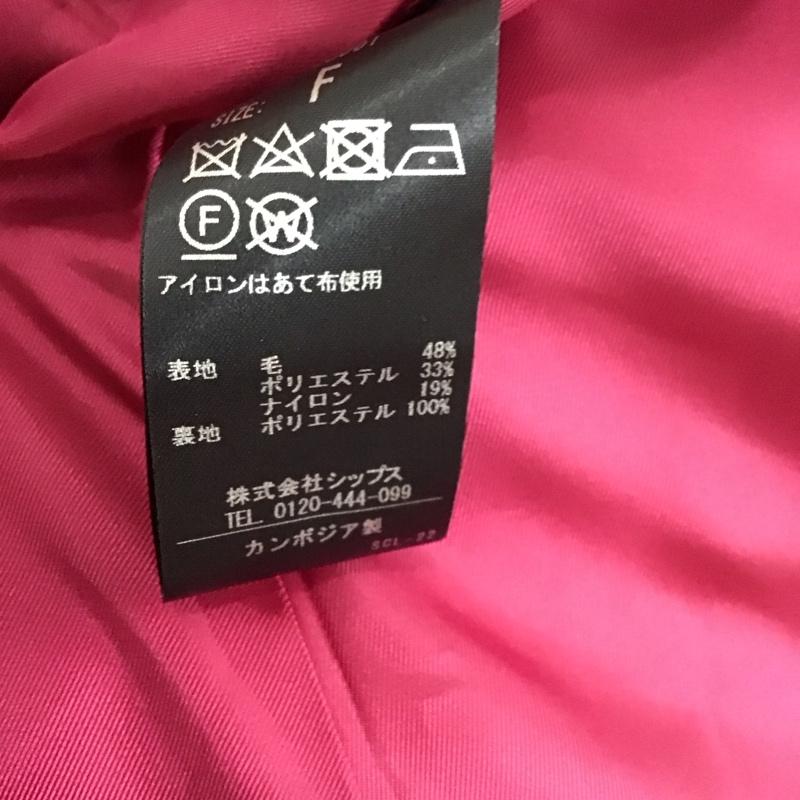 SIZE: F
F W
アイロンはあて布使用
表地 毛 48%
ポリエステル 33%
ナイロン 19%
裏地 ポリエステル 100%
株式会社シップス
TEL. 0120-444-099
カンボジア製
SCL-22